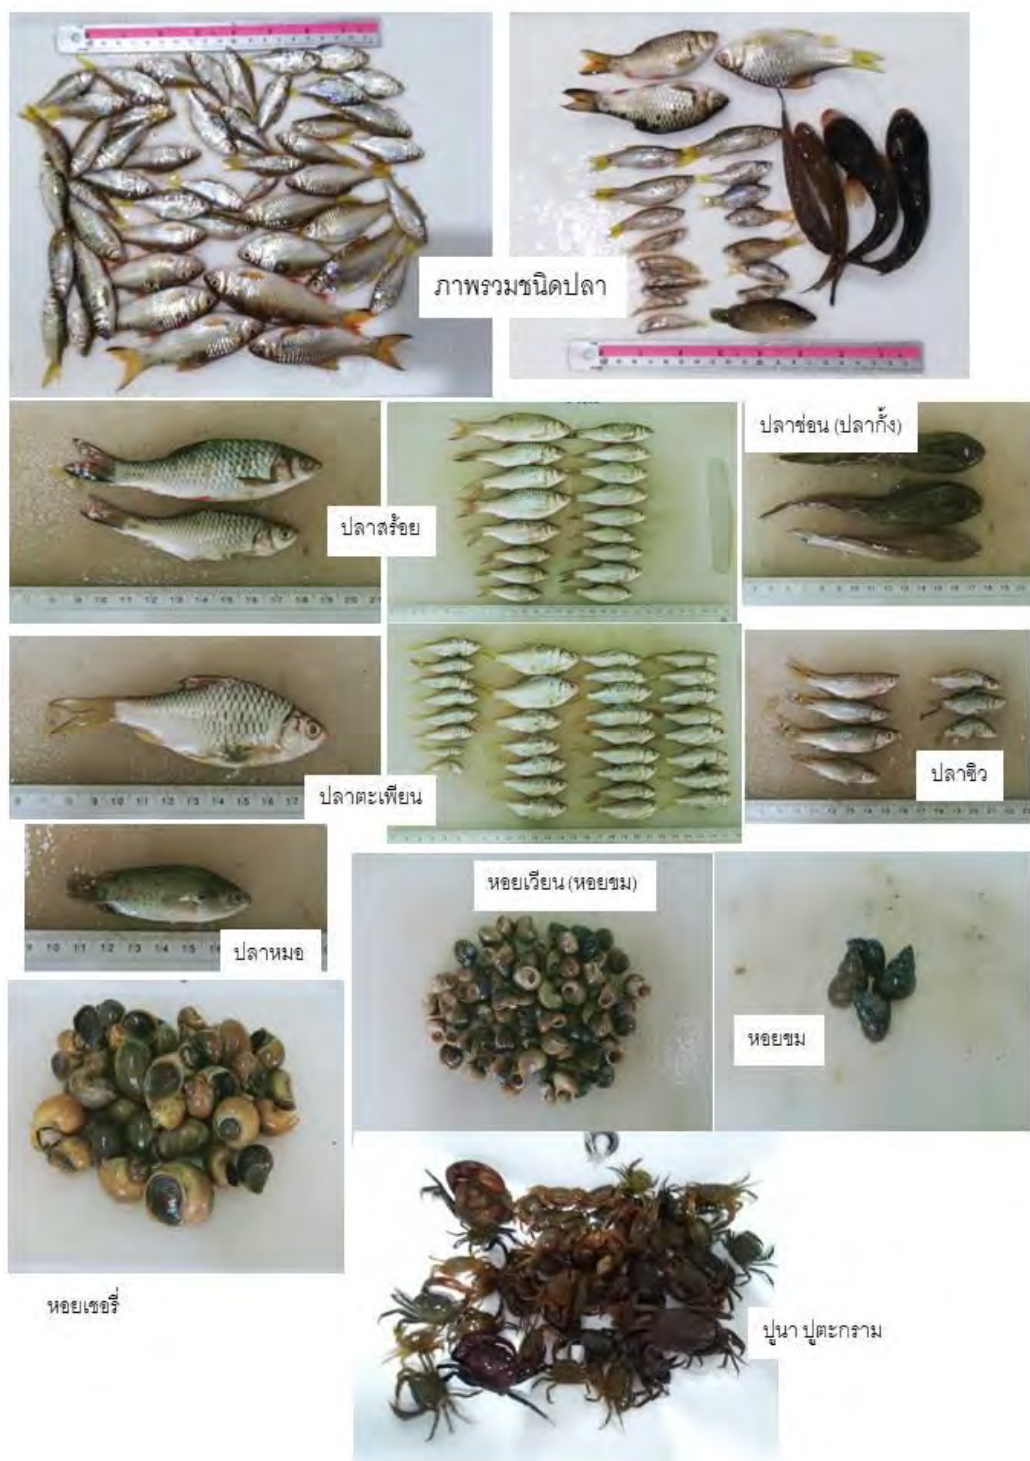 ภาพรวมชนิดปลา
ปลาช่อน (ปลากั้ง)
ปลาสร้อย
ปลาซิว
ปลาตะเพียน
หอยเวียน (หอยขม)
ปลาหมอ
หอยขม
หอยเชอรี่
ปูนา ปูตะกราม